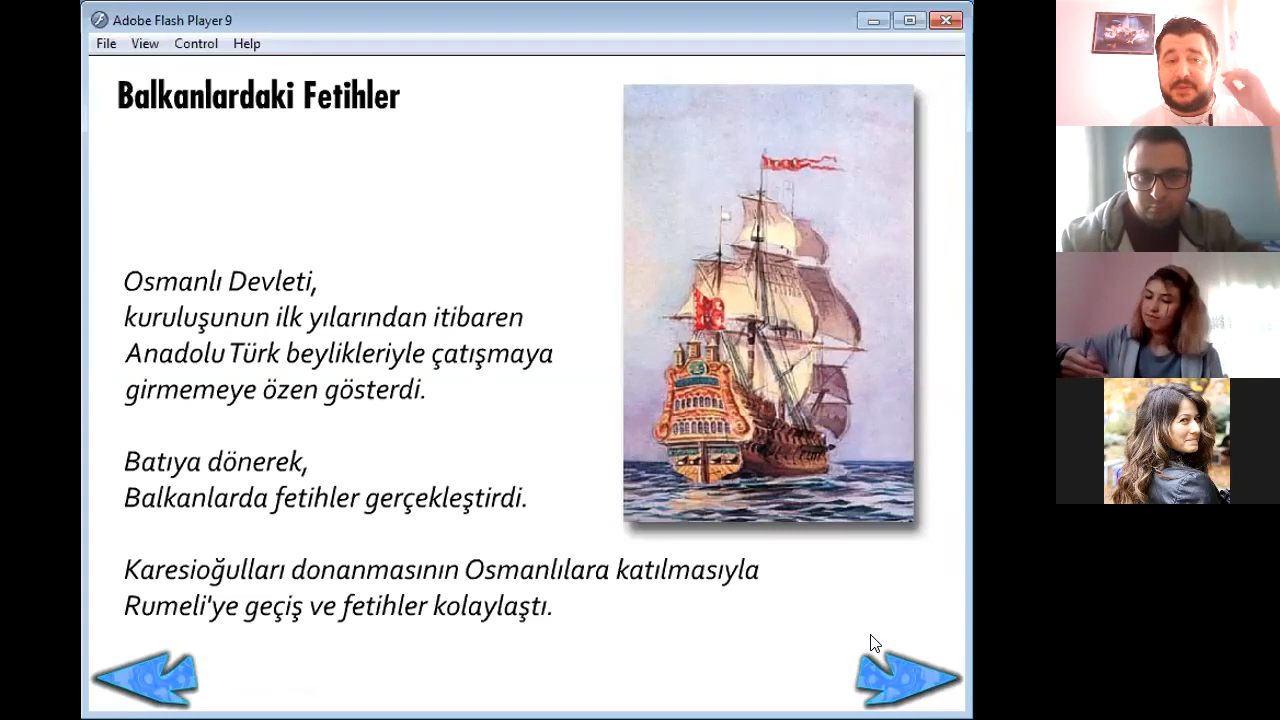 Adobe Flash Player 9
File View Control Help
Balkanlardaki Fetihler
Osmanlı Devleti,
kuruluşunun ilk yılarından itibaren
Anadolu Türk beylikleriyle çatışmaya
girmemeye özen gösterdi.
Batıya dönerek,
Balkanlarda fetihler gerçekleştirdi.
Karesioğulları donanmasının Osmanlılara katılmasıyla
Rumeli'ye geçiş ve fetihler kolaylaştı.